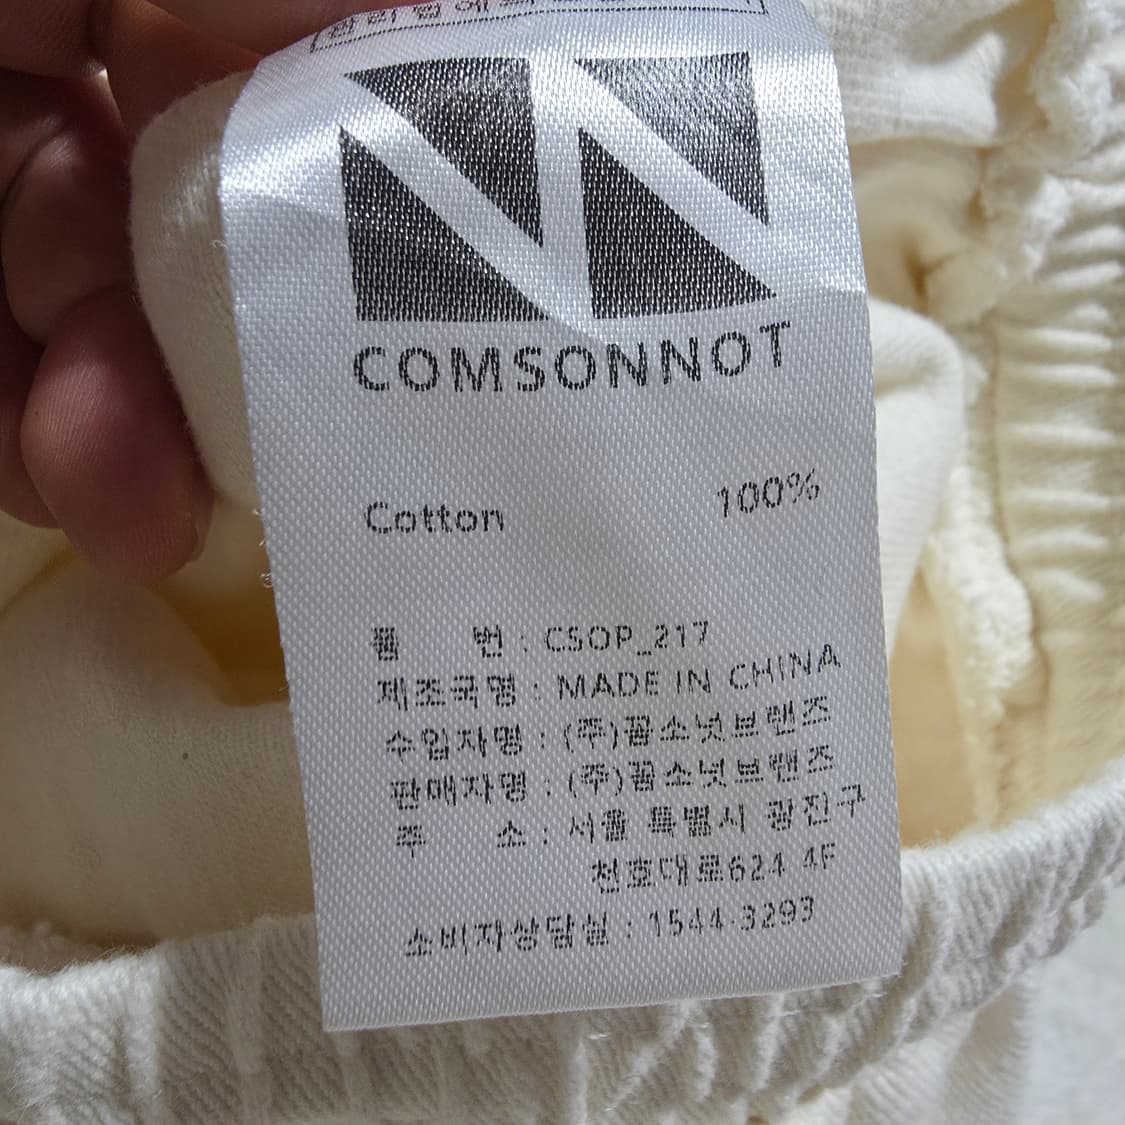 COMSONNOT
Cotton 100%
품 번 : CSOP_217
제조국명 : MADE IN CHINA
수입자명 : (주)꼼소넛브랜즈
판매자명 : (주)꼼소넛브랜즈
주 소 : 서울 특별시 광진구
천호대로624 4F
소비자상담실 : 1544-3293